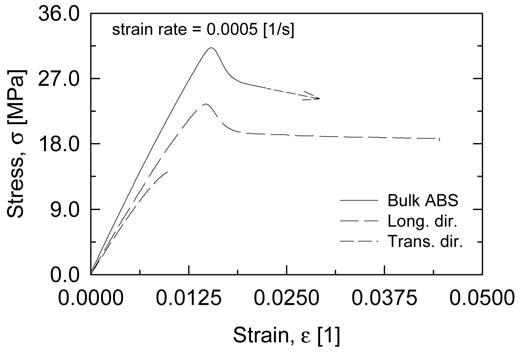 strain rate = 0.0005 [1/s]
36.0
27.0
18.0
9.0
0.0
Stress, σ [MPa]
Bulk ABS
Long. dir.
Trans. dir.
0.0000 0.0125 0.0250 0.0375 0.0500
Strain, ε [1]